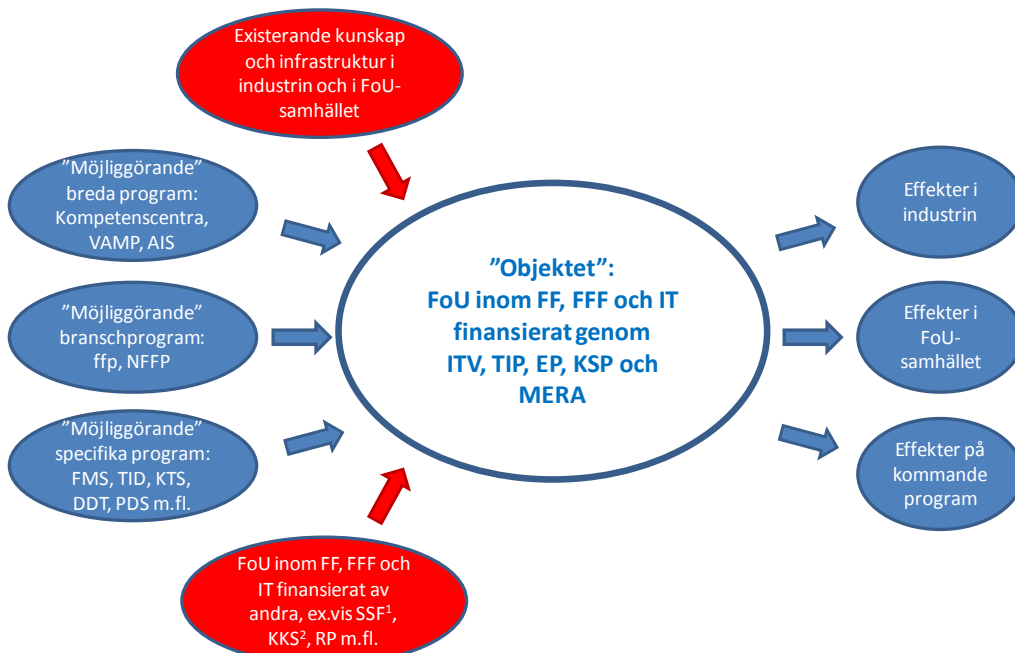 Existerande kunskap
och infrastruktur i
industrin och i FoU-
samhället
”Möjliggörande”
breda program:
Kompetenscentra,
VAMP, AIS
”Möjliggörande”
branschprogram:
ffp, NFFP
”Möjliggörande”
specifika program:
FMS, TID, KTS,
DDT, PDS m.fl.
FoU inom FF, FFF och
IT finansierat av
andra, ex.vis SSF¹,
KKS², RP m.fl.
”Objektet”:
FoU inom FF, FFF och IT
finansierat genom
ITV, TIP, EP, KSP och
MERA
Effekter i
industrin
Effekter i
FoU-
samhället
Effekter på
kommande
program